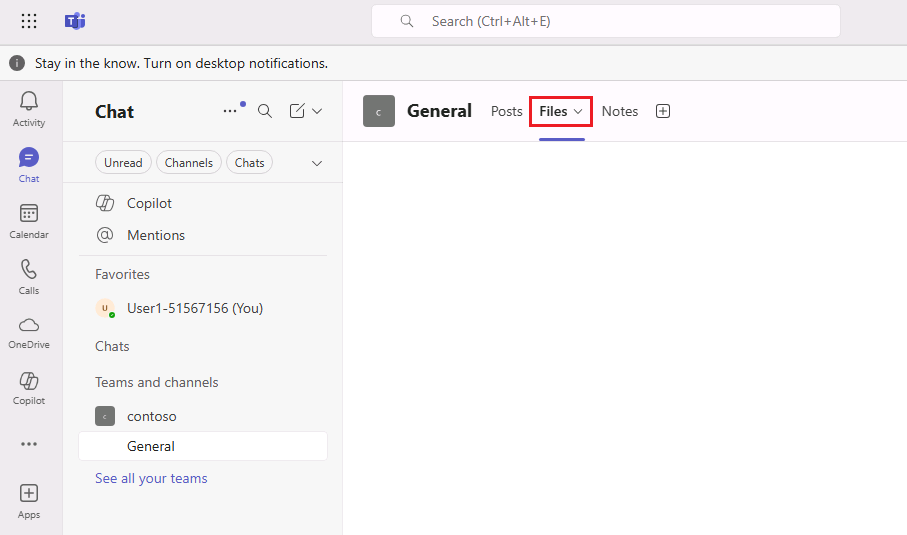 Search (Ctrl+Alt+E)
Stay in the know. Turn on desktop notifications.
Activity
Chat
Calendar
Calls
OneDrive
Copilot
Apps
Chat
Unread Channels Chats
Copilot
@ Mentions
Favorites
U User1-51567156 (You)
Chats
Teams and channels
c contoso
General
See all your teams
c General Posts Files Notes